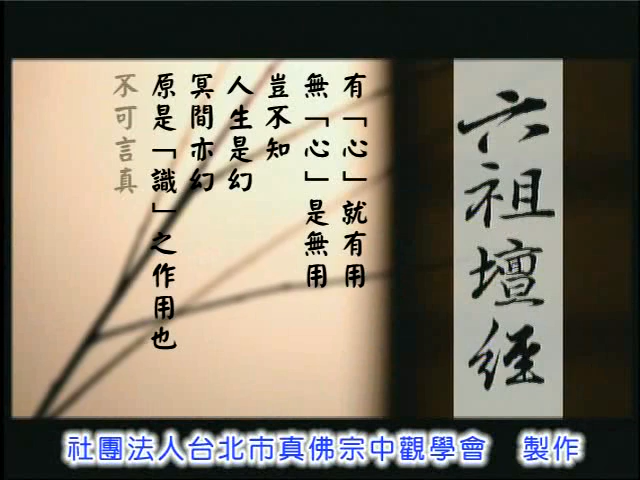 六祖壇經
有「心」就有用
無「心」是無用
豈不知
人生是幻
冥間亦幻
原是「識」之作用也
不可言真
社團法人台北市真佛宗中觀學會　製作